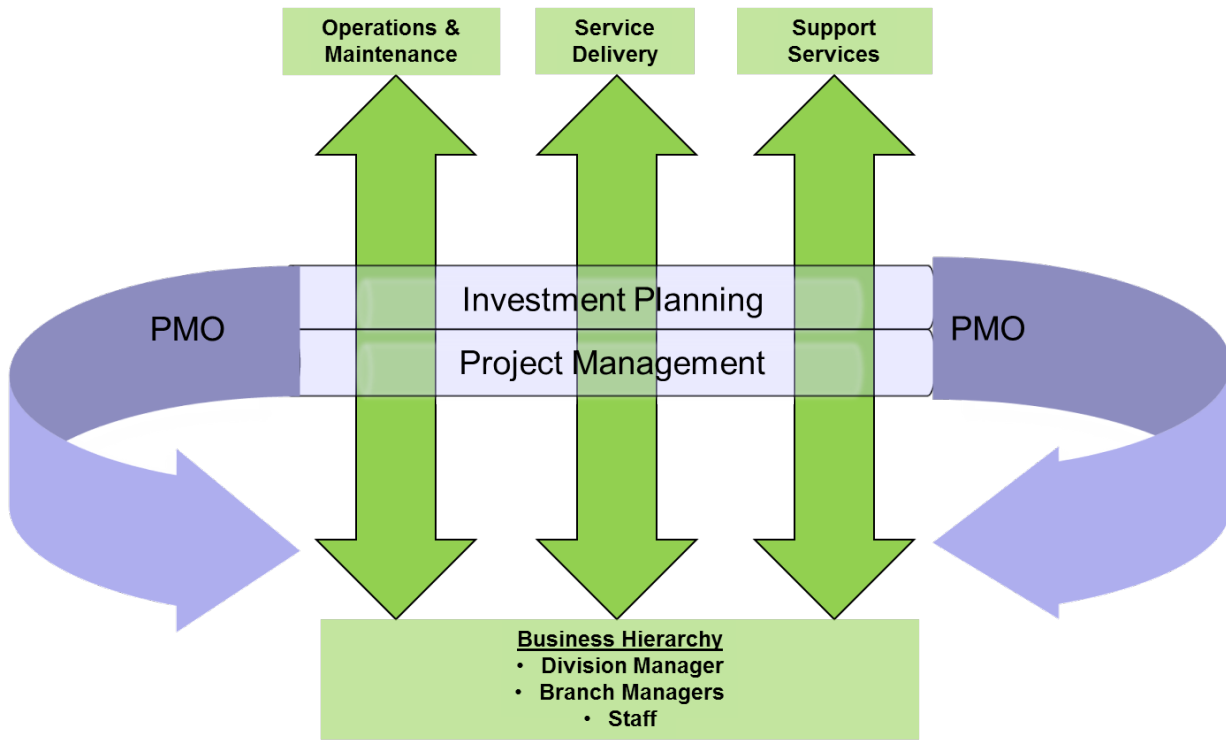 Operations &
Maintenance
Service
Delivery
Support
Services
PMO
Investment Planning
Project Management
PMO
Business Hierarchy
• Division Manager
• Branch Managers
• Staff